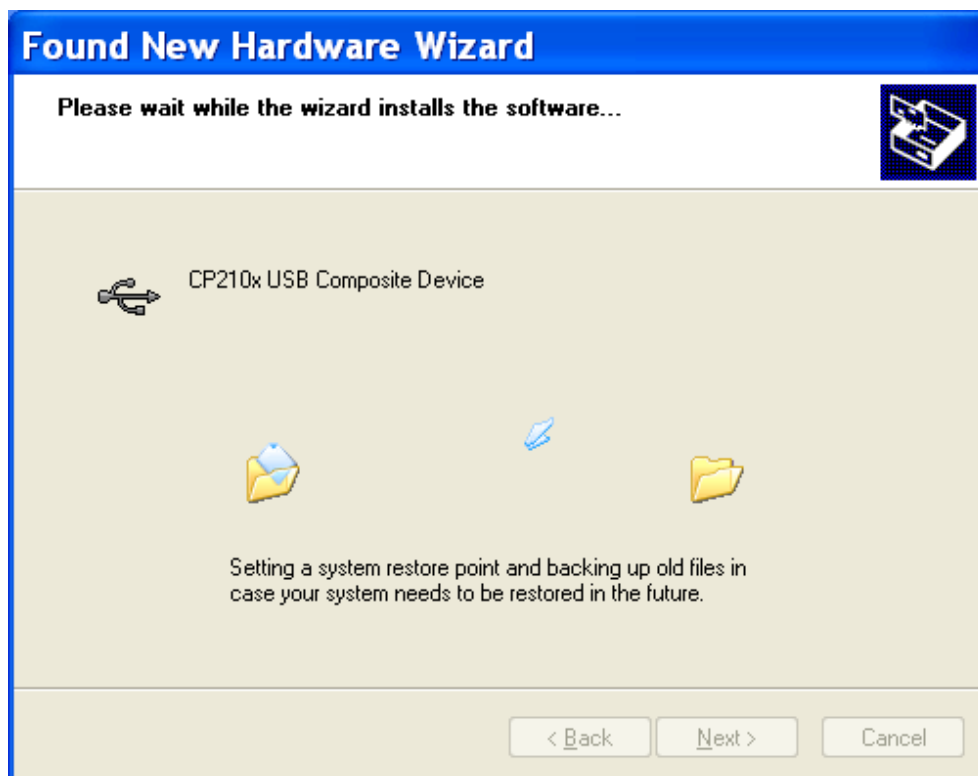 Found New Hardware Wizard
Please wait while the wizard installs the software...
CP210x USB Composite Device
Setting a system restore point and backing up old files in
case your system needs to be restored in the future.
< Back
Next >
Cancel